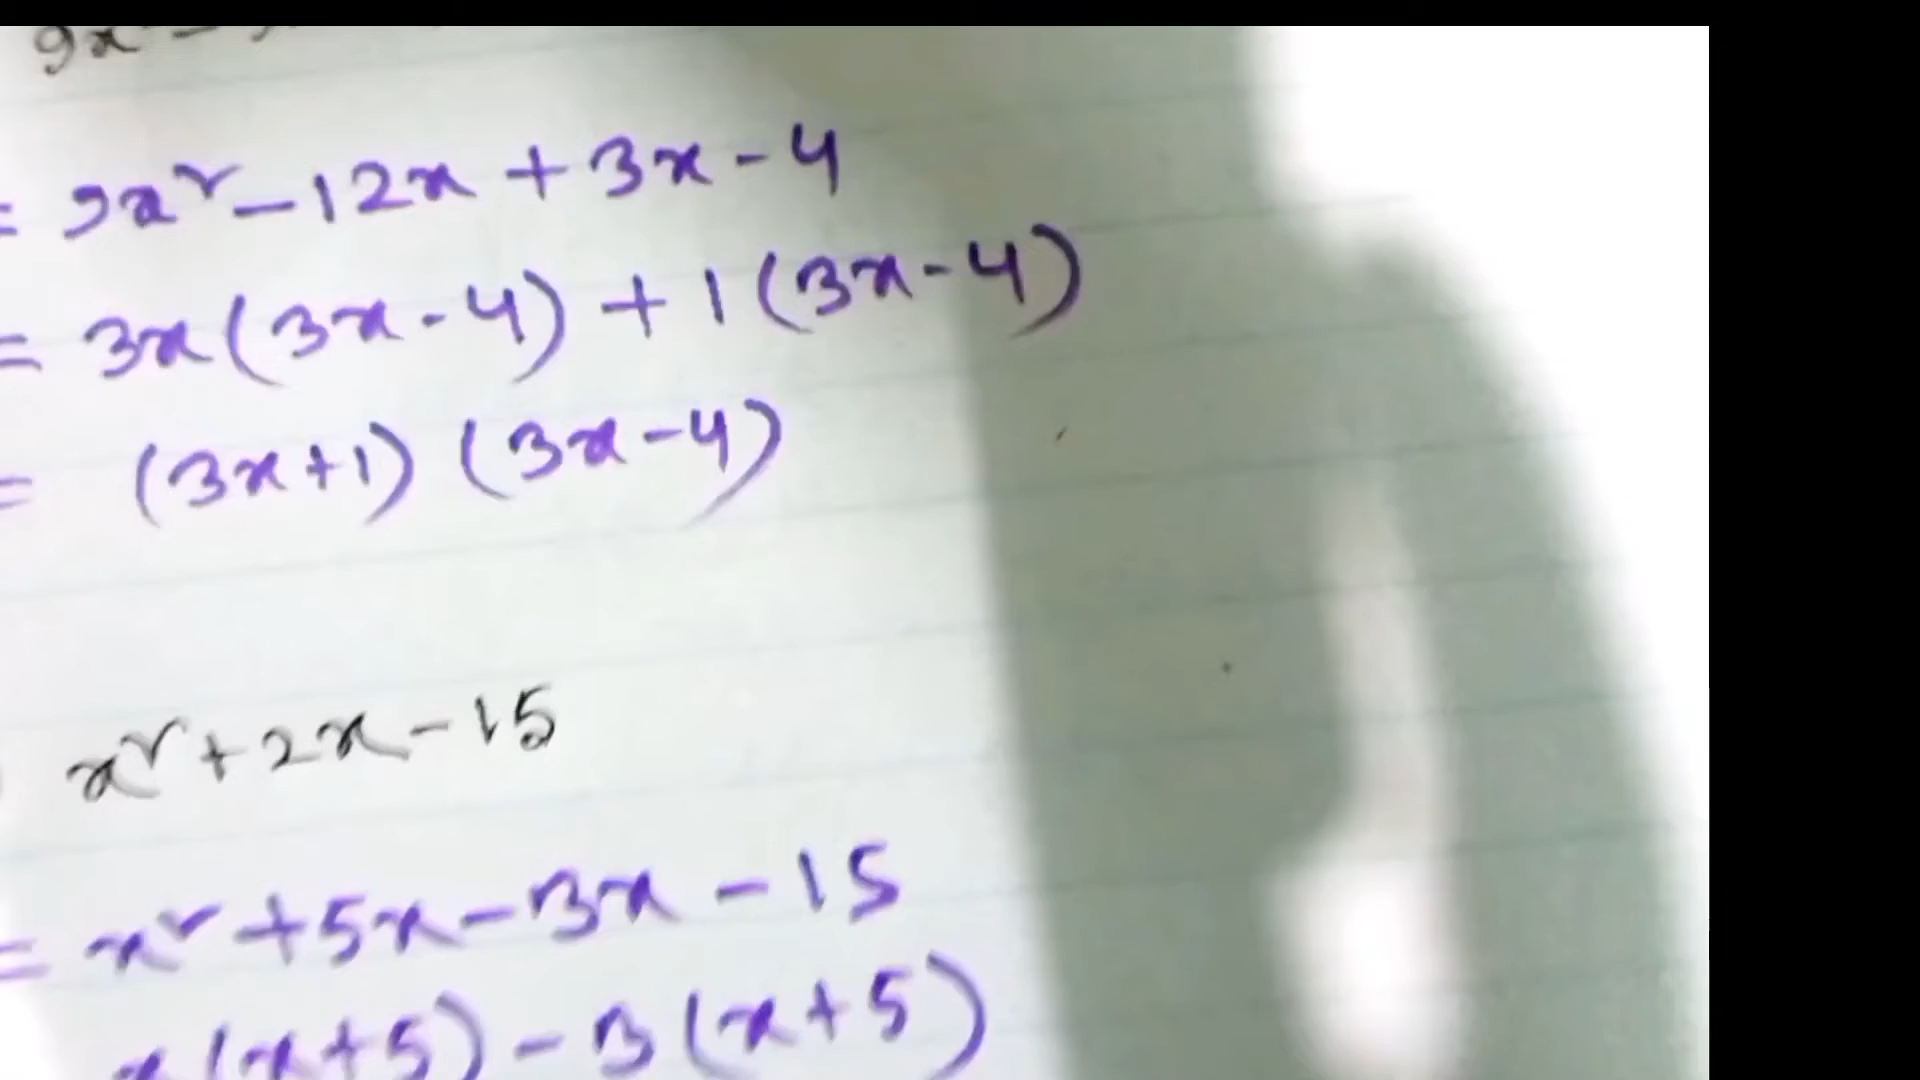 = 9x² - 12x + 3x - 4
= 3x(3x - 4) + 1(3x - 4)
= (3x+1) (3x-4)
x² + 2x - 15
= x² + 5x - 3x - 15
x(x+5) - 3(x+5)